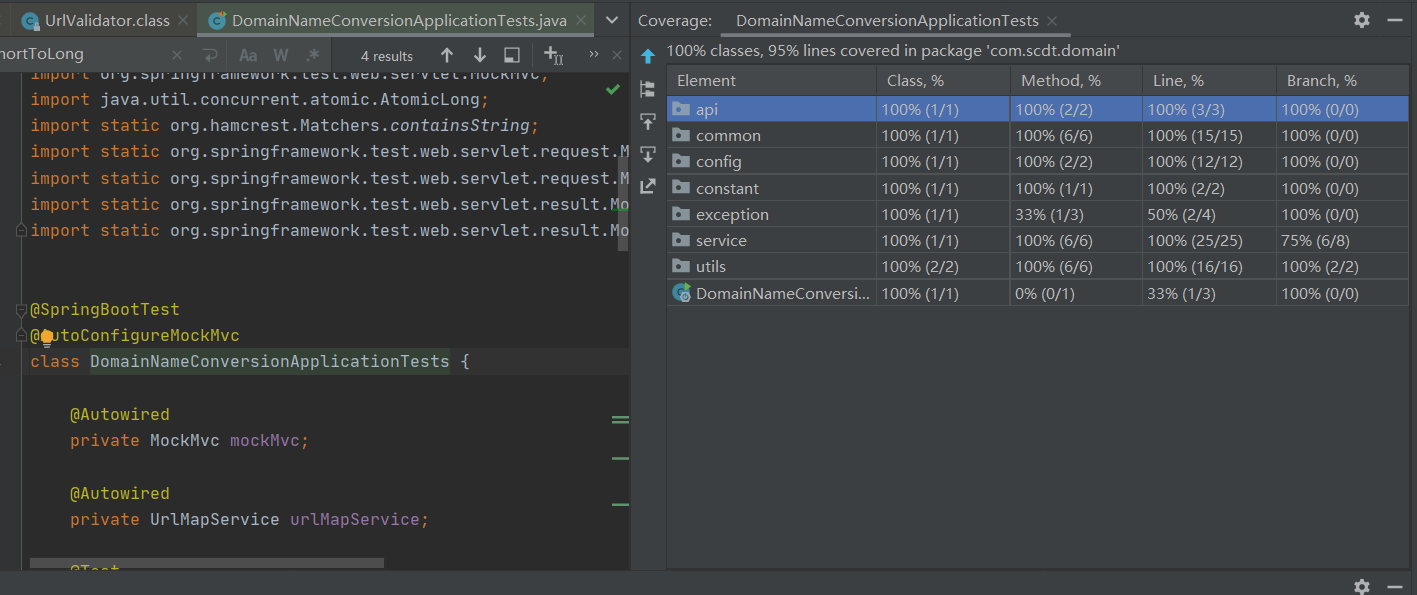 UrlValidator.class
DomainNameConversionApplicationTests.java
hortToLong
Aa W .* 4 results
import org.springframework.test.web.servlet.MockMvc;
import java.util.concurrent.atomic.AtomicLong;
import static org.hamcrest.Matchers.containsString;
import static org.springframework.test.web.servlet.request.M
import static org.springframework.test.web.servlet.request.M
import static org.springframework.test.web.servlet.result.Mo
import static org.springframework.test.web.servlet.result.Mo
@SpringBootTest
@AutoConfigureMockMvc
class DomainNameConversionApplicationTests {
@Autowired
private MockMvc mockMvc;
@Autowired
private UrlMapService urlMapService;
@Test
Coverage: DomainNameConversionApplicationTests
100% classes, 95% lines covered in package 'com.scdt.domain'
Element Class, % Method, % Line, % Branch, %
api 100% (1/1) 100% (2/2) 100% (3/3) 100% (0/0)
common 100% (1/1) 100% (6/6) 100% (15/15) 100% (0/0)
config 100% (1/1) 100% (2/2) 100% (12/12) 100% (0/0)
constant 100% (1/1) 100% (1/1) 100% (2/2) 100% (0/0)
exception 100% (1/1) 33% (1/3) 50% (2/4) 100% (0/0)
service 100% (1/1) 100% (6/6) 100% (25/25) 75% (6/8)
utils 100% (2/2) 100% (6/6) 100% (16/16) 100% (2/2)
DomainNameConversi... 100% (1/1) 0% (0/1) 33% (1/3) 100% (0/0)